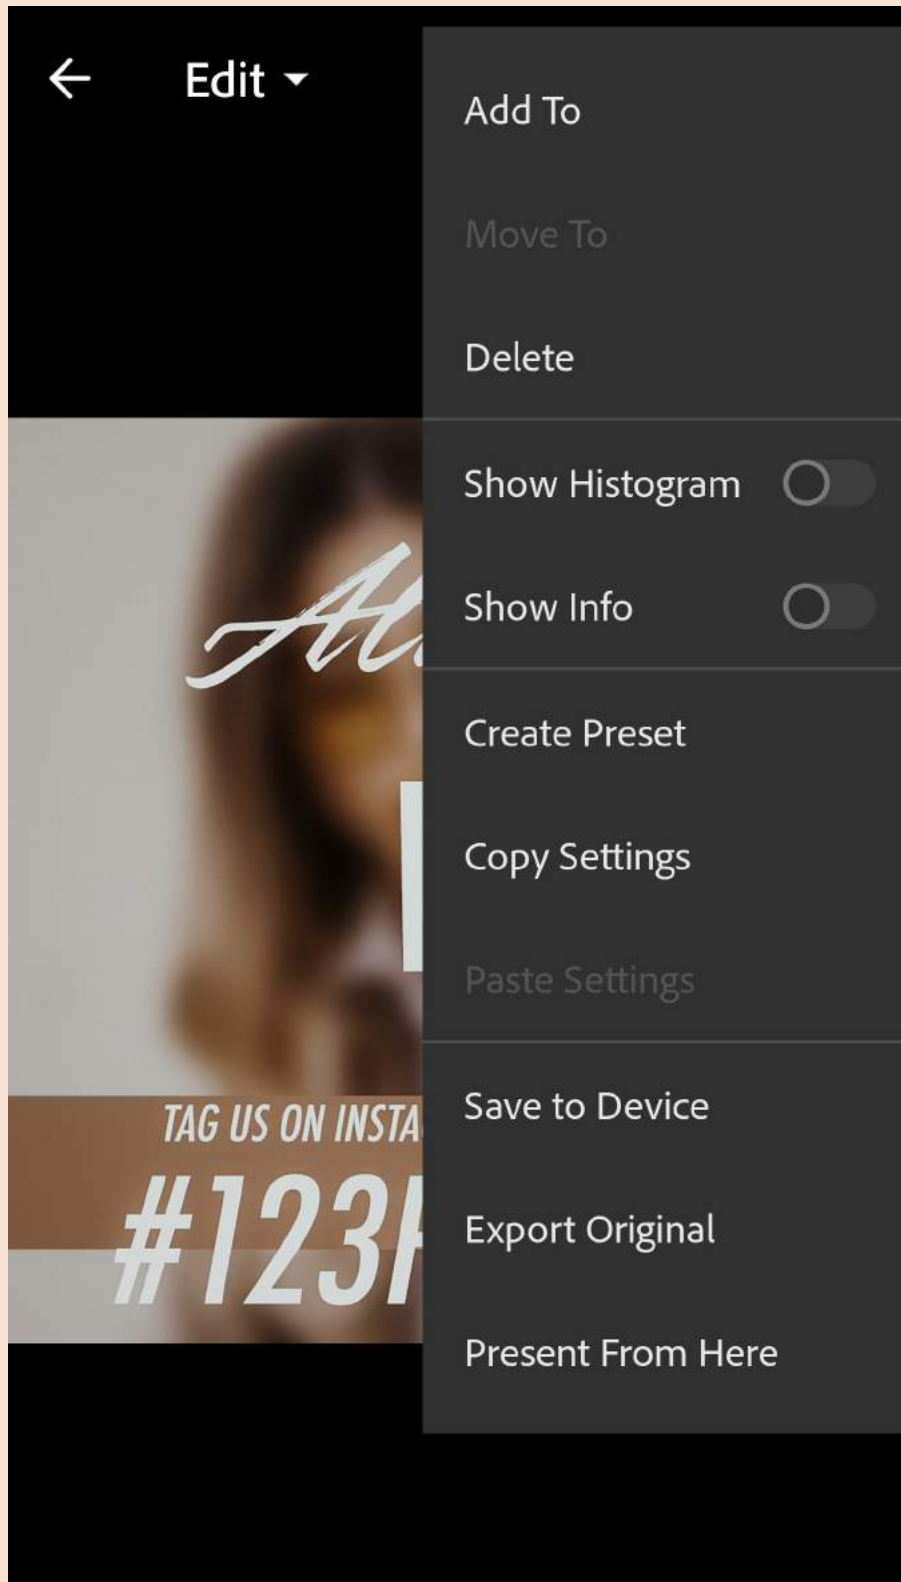 Edit
Add To
Move To
Delete
Show Histogram
Show Info
Create Preset
Copy Settings
Paste Settings
Save to Device
Export Original
Present From Here
TAG US ON INSTA
#123